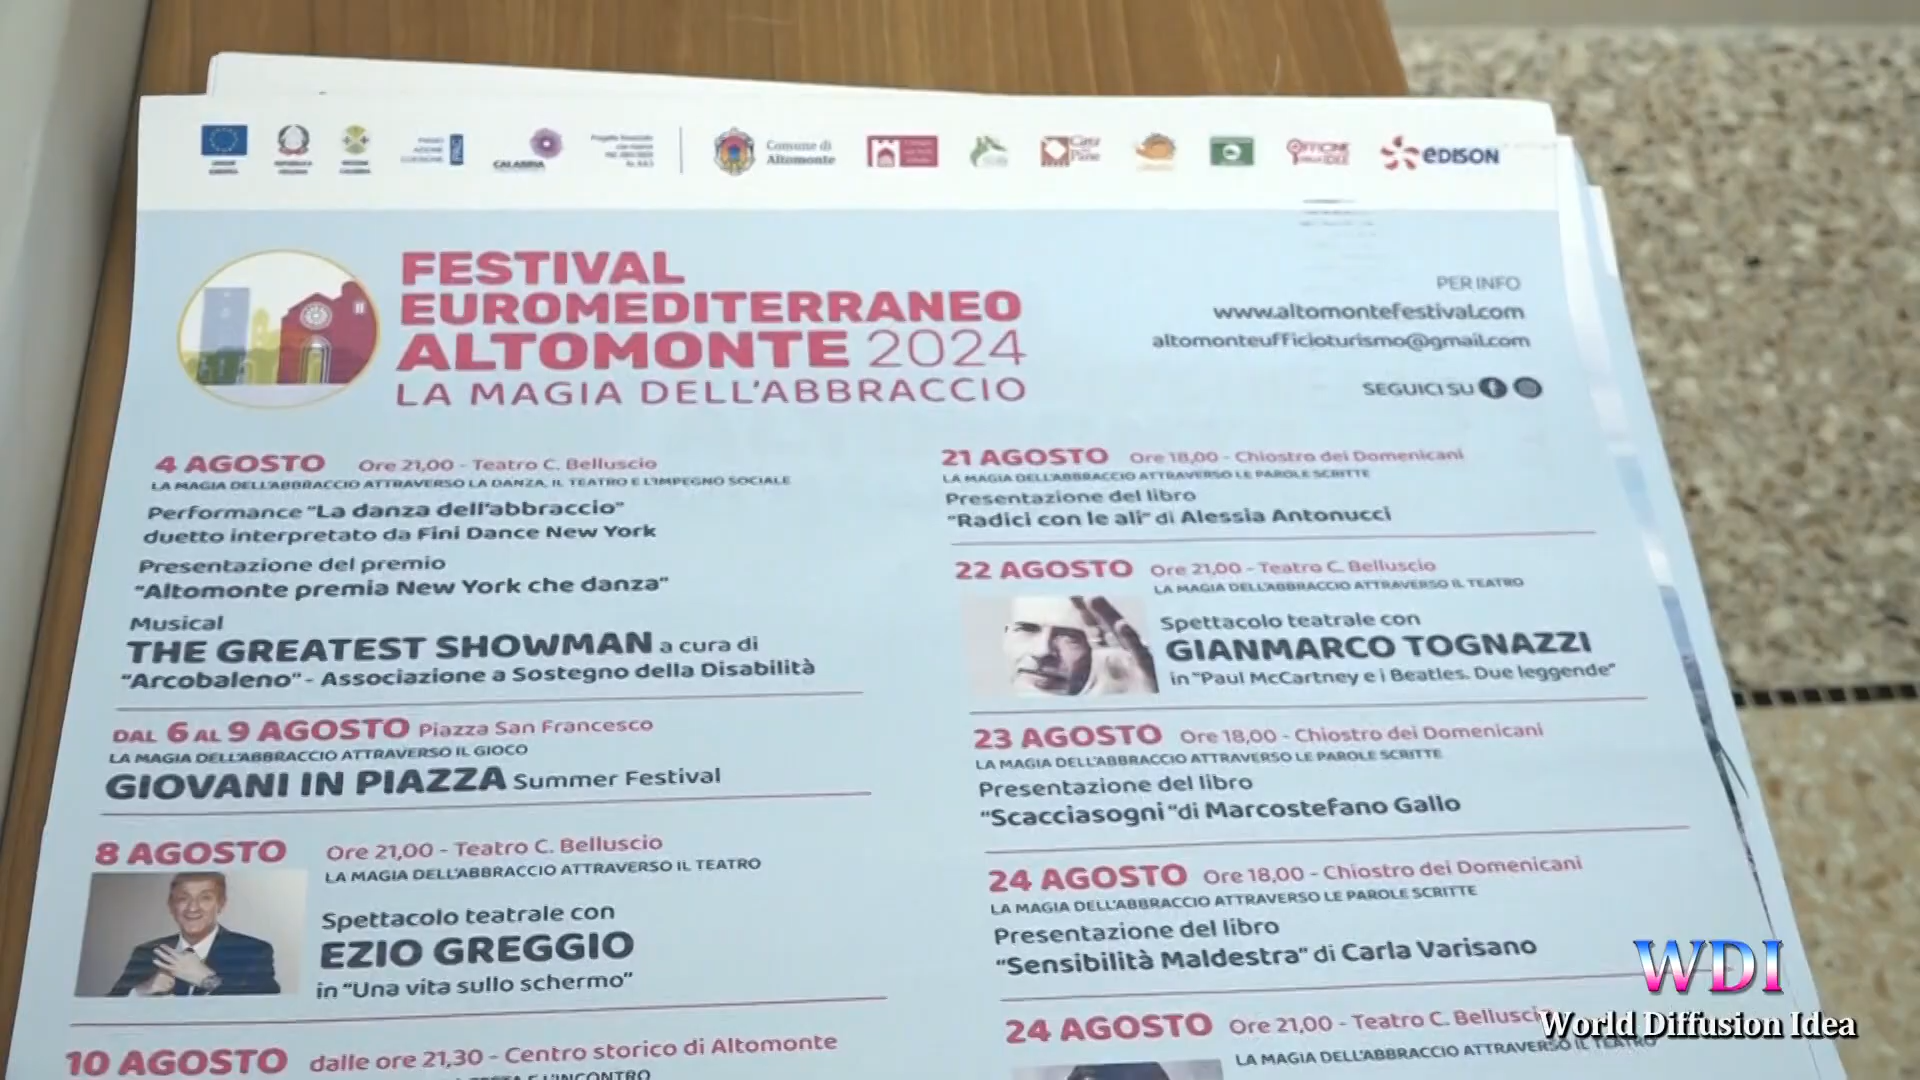 Comune di
Altomonte
OFFICINE
EDISON
CALABRIA
FESTIVAL
EUROMEDITERRANEO
ALTOMONTE 2024
LA MAGIA DELL'ABBRACCIO
PER INFO
www.altomontefestival.com
altomonteufficioturismo@gmail.com
SEGUICI SU
4 AGOSTO Ore 21,00 - Teatro C. Belluscio
LA MAGIA DELL'ABBRACCIO ATTRAVERSO LA DANZA, IL TEATRO E L'IMPEGNO SOCIALE
Performance "La danza dell'abbraccio"
duetto interpretato da Fini Dance New York
Presentazione del premio
"Altomonte premia New York che danza"
Musical
THE GREATEST SHOWMAN a cura di
"Arcobaleno" - Associazione a Sostegno della Disabilità
DAL 6 AL 9 AGOSTO Piazza San Francesco
LA MAGIA DELL'ABBRACCIO ATTRAVERSO IL GIOCO
GIOVANI IN PIAZZA Summer Festival
8 AGOSTO Ore 21,00 - Teatro C. Belluscio
LA MAGIA DELL'ABBRACCIO ATTRAVERSO IL TEATRO
Spettacolo teatrale con
EZIO GREGGIO
in "Una vita sullo schermo"
10 AGOSTO dalle ore 21,30 - Centro storico di Altomonte
E L'INCONTRO
21 AGOSTO Ore 18,00 - Chiostro dei Domenicani
LA MAGIA DELL'ABBRACCIO ATTRAVERSO LE PAROLE SCRITTE
Presentazione del libro
"Radici con le ali" di Alessia Antonucci
22 AGOSTO Ore 21,00 - Teatro C. Belluscio
LA MAGIA DELL'ABBRACCIO ATTRAVERSO IL TEATRO
Spettacolo teatrale con
GIANMARCO TOGNAZZI
in "Paul McCartney e i Beatles. Due leggende"
23 AGOSTO Ore 18,00 - Chiostro dei Domenicani
LA MAGIA DELL'ABBRACCIO ATTRAVERSO LE PAROLE SCRITTE
Presentazione del libro
"Scacciasogni "di Marcostefano Gallo
24 AGOSTO Ore 18,00 - Chiostro dei Domenicani
LA MAGIA DELL'ABBRACCIO ATTRAVERSO LE PAROLE SCRITTE
Presentazione del libro
"Sensibilità Maldestra" di Carla Varisano
24 AGOSTO Ore 21,00 - Teatro C. Belluscio
LA MAGIA DELL'ABBRACCIO ATTRAVERSO IL TEATRO
WDI
World Diffusion Idea